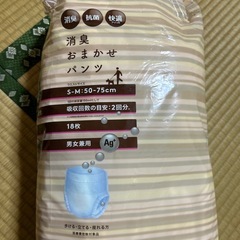 消臭
抗菌
快適
消臭
おまかせ
パンツ
S-M:50-75cm
吸収回数の目安:2回分
18枚
男女兼用
Ag+